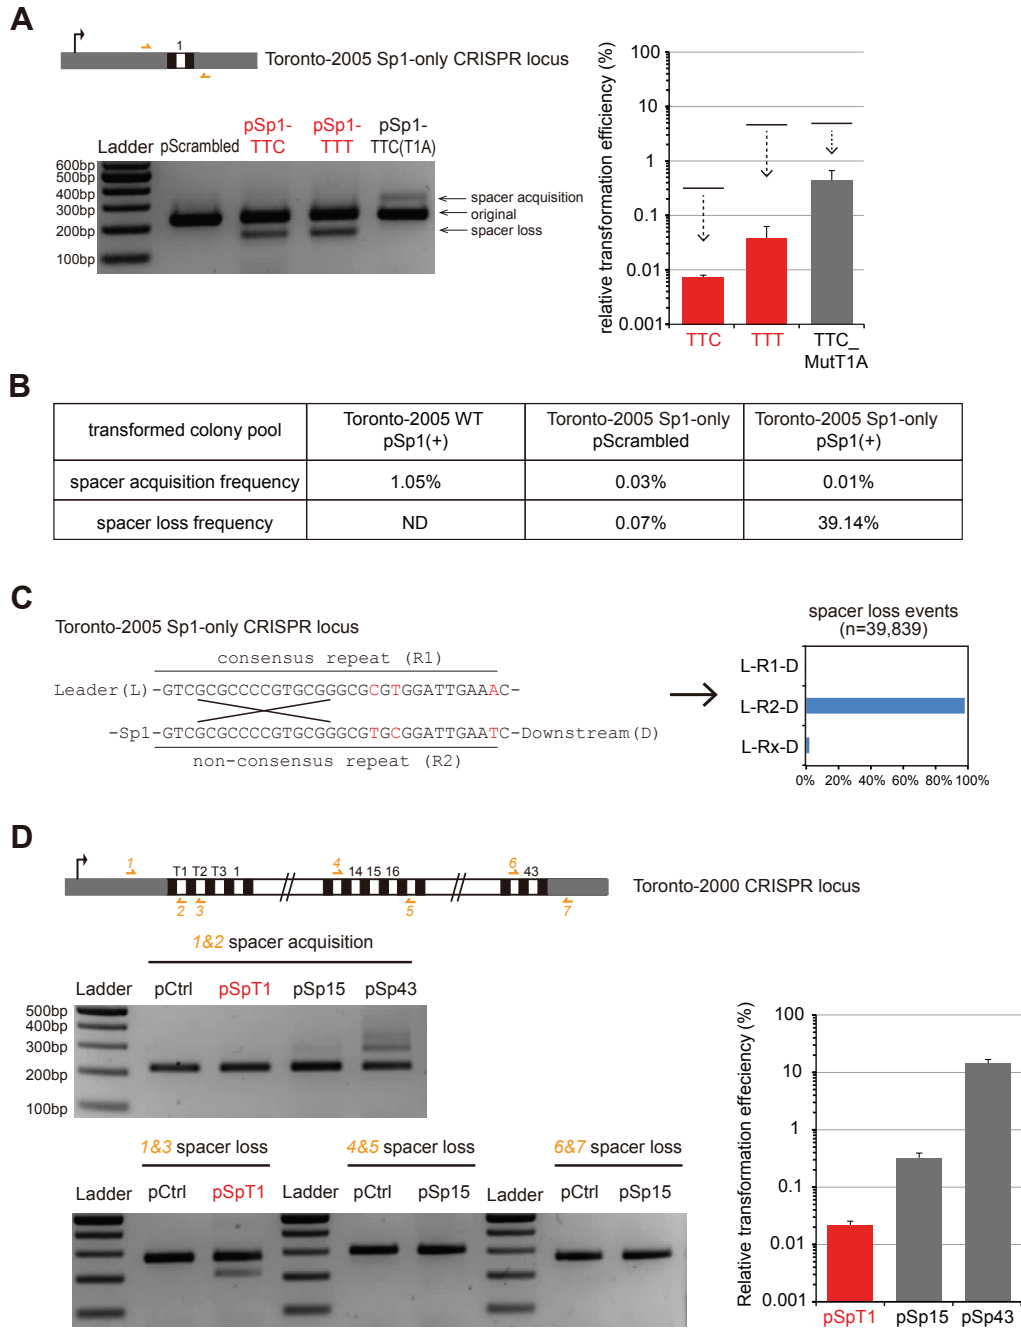 A
1
Toronto-2005 Sp1-only CRISPR locus
Ladder pScrambled pSp1-TTC pSp1-TTT pSp1-TTC(T1A)
600bp
500bp
400bp
300bp
200bp
100bp
spacer acquisition
original
spacer loss
relative transformation efficiency (%)
100
10
1
0.1
0.01
0.001
TTC TTT TTC_MutT1A
B
transformed colony pool
Toronto-2005 WT pSp1(+)
Toronto-2005 Sp1-only pScrambled
Toronto-2005 Sp1-only pSp1(+)
spacer acquisition frequency 1.05% 0.03% 0.01%
spacer loss frequency ND 0.07% 39.14%
C
Toronto-2005 Sp1-only CRISPR locus
consensus repeat (R1)
Leader(L)-GTCGCGCCCCGTGCGGGCGCGTGGATTGAAAC-
-Sp1-GTCGCGCCCCGTGCGGGCGTGCGGATTGAATC-Downstream(D)
non-consensus repeat (R2)
spacer loss events
(n=39,839)
L-R1-D
L-R2-D
L-Rx-D
0% 20% 40% 60% 80% 100%
D
1 T1 T2 T3 1 4 14 15 16 6 43
2 3 5 7
Toronto-2000 CRISPR locus
1&2 spacer acquisition
Ladder pCtrl pSpT1 pSp15 pSp43
500bp
400bp
300bp
200bp
100bp
1&3 spacer loss 4&5 spacer loss 6&7 spacer loss
Ladder pCtrl pSpT1 Ladder pCtrl pSp15 Ladder pCtrl pSp15
Relative transformation effeciency (%)
100
10
1
0.1
0.01
0.001
pSpT1 pSp15 pSp43